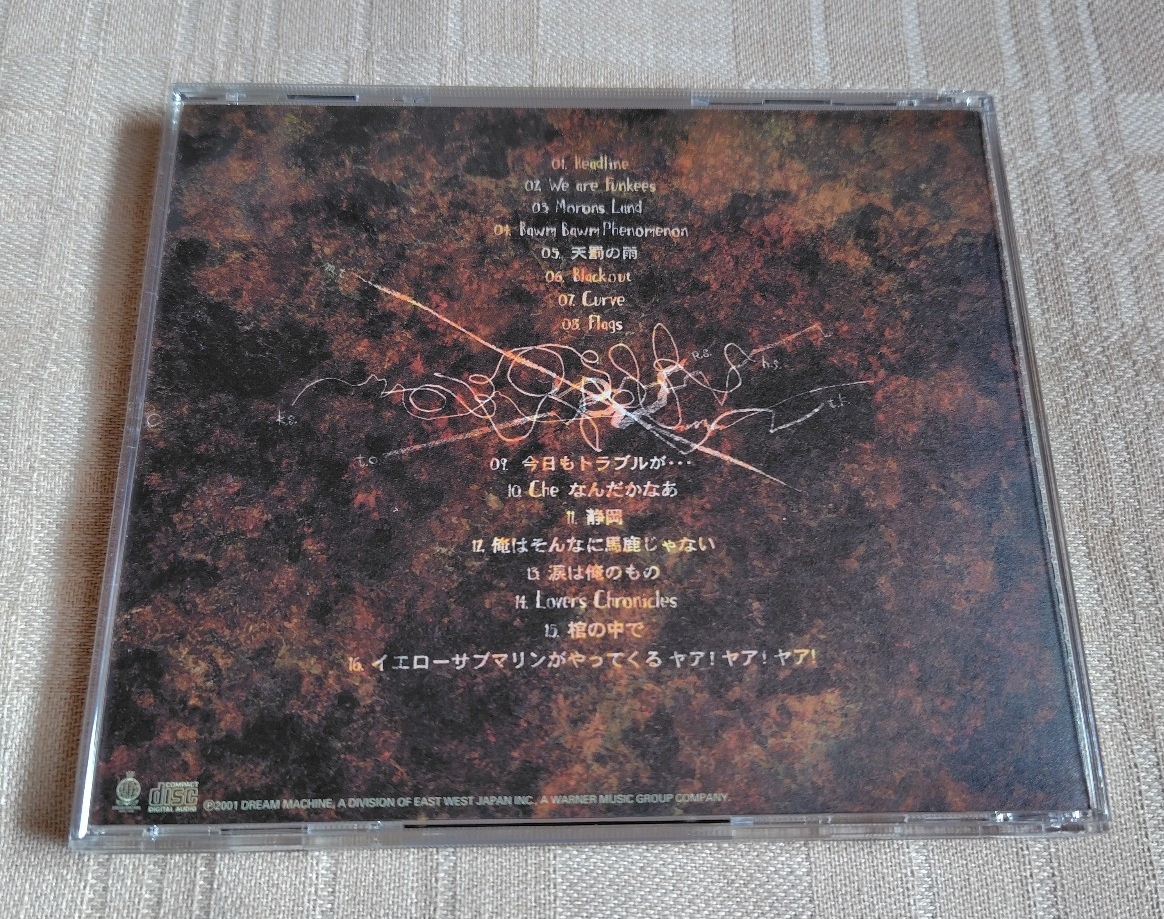 01. Headline
02. We are Funkees
03. Morons Land
04. Bawm Bawm Phenomenon
05. 天罰の雨
06. Blackout
07. Curve
08. Flags
R.S.
h.s.
k.s.
t.k.
t.o.
09. 今日もトラブルが・・・
10. Che なんだかなあ
11. 静岡
12. 俺はそんなに馬鹿じゃない
13. 涙は俺のもの
14. Lovers Chronicles
15. 棺の中で
16. イエローサブマリンがやってくる ヤア!ヤア!ヤア!
COMPACT
disc
DIGITAL AUDIO
℗2001 DREAM MACHINE, A DIVISION OF EAST WEST JAPAN INC. A WARNER MUSIC GROUP COMPANY